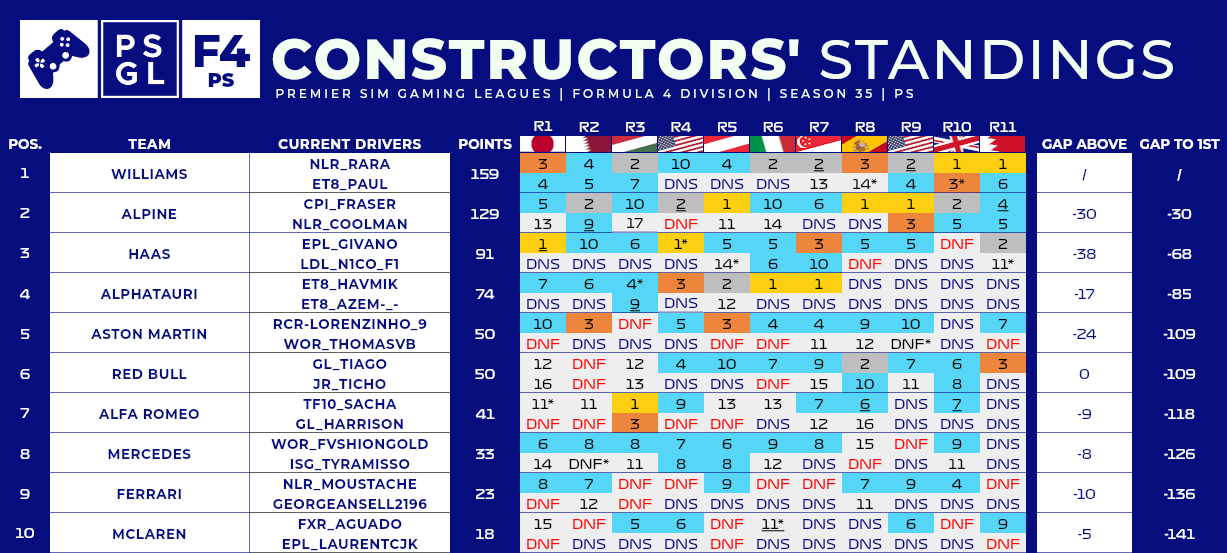 PS GL F4 PS CONSTRUCTORS' STANDINGS
PREMIER SIM GAMING LEAGUES | FORMULA 4 DIVISION | SEASON 35 | PS
R1 R2 R3 R4 R5 R6 R7 R8 R9 R10 R11
POS. TEAM CURRENT DRIVERS POINTS GAP ABOVE GAP TO 1ST
NLR_RARA 3 4 2 10 4 2 2 3 2 1 1
1 WILLIAMS 159 / /
ET8_PAUL 4 5 7 DNS DNS DNS 13 14* 4 3* 6
CPI_FRASER 5 2 10 2 1 10 6 1 1 2 4
2 ALPINE 129 -30 -30
NLR_COOLMAN 13 9 17 DNF 11 14 DNS DNS 3 5 5
EPL_GIVANO 1 10 6 1* 5 5 3 5 5 DNF 2
3 HAAS 91 -38 -68
LDL_N1CO_F1 DNS DNS DNS DNS 14* 6 10 DNF DNS DNS 11*
ET8_HAVMIK 7 6 4* 3 2 1 1 DNS DNS DNS DNS
4 ALPHATAURI 74 -17 -85
ET8_AZEM-_- DNS DNS 9 DNS 12 DNS DNS DNS DNS DNS DNS
RCR-LORENZINHO_9 10 3 DNF 5 3 4 4 9 10 DNS 7
5 ASTON MARTIN 50 -24 -109
WOR_THOMASVB DNF DNS DNS DNS DNF DNF 11 12 DNF* DNS DNF
GL_TIAGO 12 DNF 12 4 10 7 9 2 7 6 3
6 RED BULL 50 0 -109
JR_TICHO 16 DNF 13 DNS DNS DNF 15 10 11 8 DNS
TF10_SACHA 11* 11 1 9 13 13 7 6 DNS 7 DNS
7 ALFA ROMEO 41 -9 -118
GL_HARRISON DNF DNF 3 DNF DNF DNS 12 16 DNS DNS DNS
WOR_FVSHIONGOLD 6 8 8 7 6 9 8 15 DNF 9 DNS
8 MERCEDES 33 -8 -126
ISG_TYRAMISSO 14 DNF* 11 8 8 12 DNS DNF DNS 11 DNS
NLR_MOUSTACHE 8 7 DNF DNF 9 DNF DNF 7 9 4 DNF
9 FERRARI 23 -10 -136
GEORGEANSELL2196 DNF 12 DNF DNS DNS DNS DNS 11 DNS DNS DNS
FXR_AGUADO 15 DNF 5 6 DNF 11* DNS DNS 6 DNF 9
10 MCLAREN 18 -5 -141
EPL_LAURENTCJK DNF DNS DNS DNS DNS DNS DNS DNS DNS DNS DNF